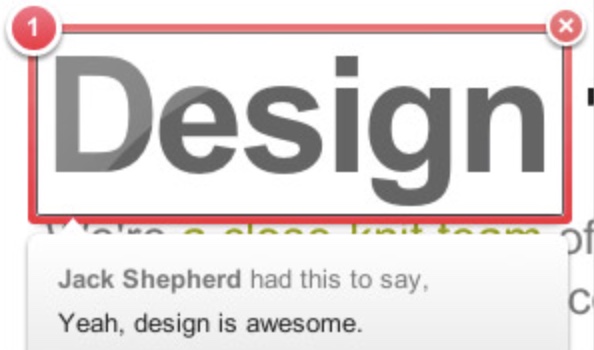 1
Design
We're a close-knit team of
Jack Shepherd had this to say,
Yeah, design is awesome.